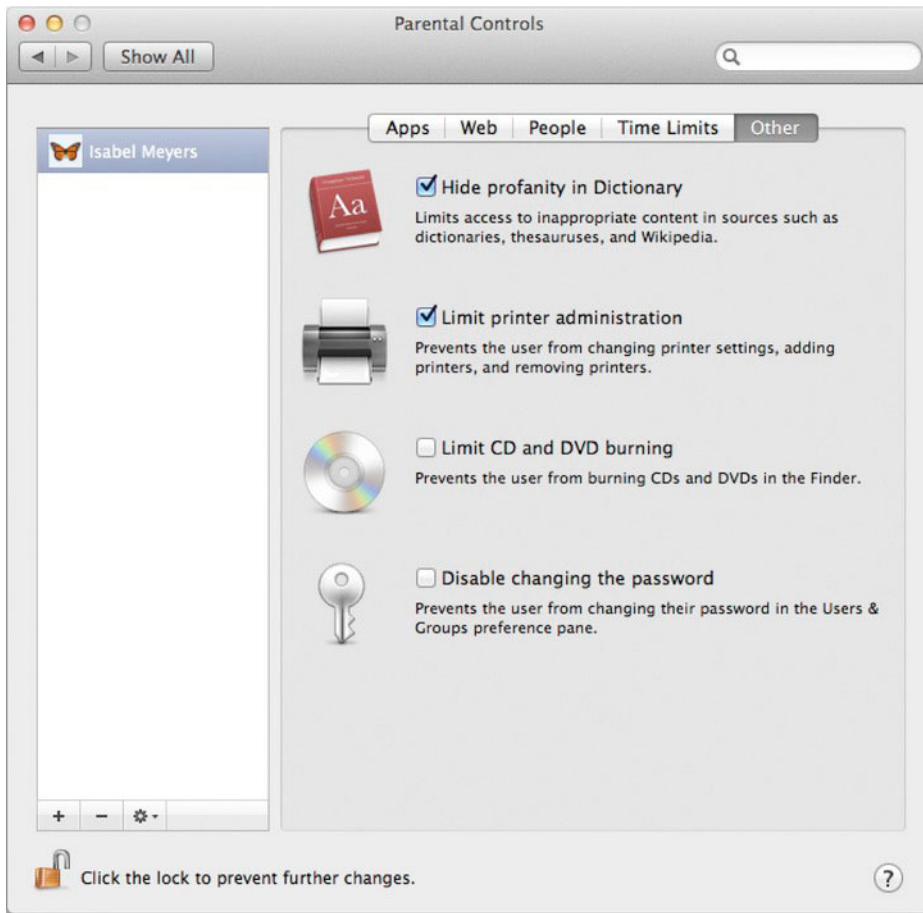 Parental Controls
Show All
Isabel Meyers
Apps Web People Time Limits Other
Aa
Hide profanity in Dictionary
Limits access to inappropriate content in sources such as
dictionaries, thesauruses, and Wikipedia.
Limit printer administration
Prevents the user from changing printer settings, adding
printers, and removing printers.
Limit CD and DVD burning
Prevents the user from burning CDs and DVDs in the Finder.
Disable changing the password
Prevents the user from changing their password in the Users &
Groups preference pane.
Click the lock to prevent further changes.
?